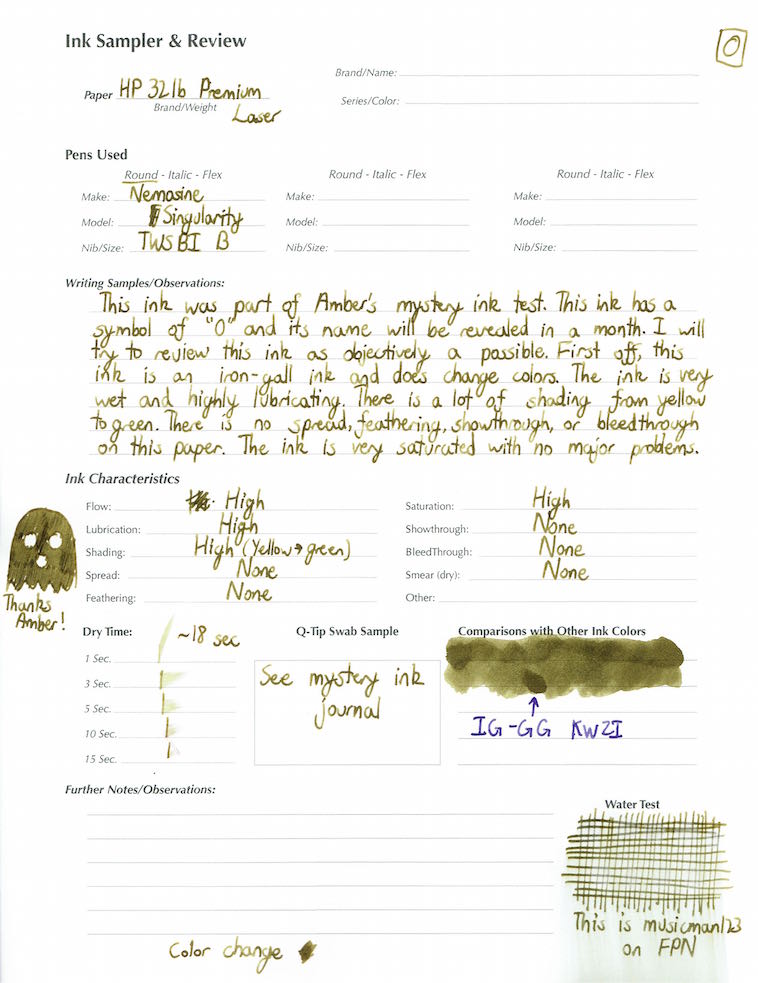 Ink Sampler & Review
O
Paper HP 32lb Premium
Brand/Weight
Laser
Brand/Name:
Series/Color:
Pens Used
Round - Italic - Flex
Round - Italic - Flex
Round - Italic - Flex
Make: Nemosine
Make:
Make:
Model: Singularity
Model:
Model:
Nib/Size: TWSBI B
Nib/Size:
Nib/Size:
Writing Samples/Observations:
This ink was part of Amber's mystery ink test. This ink has a
symbol of "O" and its name will be revealed in a month. I will
try to review this ink as objectively a possible. First off, this
ink is an iron-gall ink and does change colors. The ink is very
wet and highly lubricating. There is a lot of shading from yellow
to green. There is no spread, feathering, showthrough, or bleedthrough
on this paper. The ink is very saturated with no major problems.
Ink Characteristics
Flow: High
Saturation: High
Lubrication: High
Showthrough: None
Shading: High (Yellow→green)
BleedThrough: None
Spread: None
Smear (dry): None
Feathering: None
Other:
Thanks
Amber!
Dry Time: ~18 sec
1 Sec.
3 Sec.
5 Sec.
10 Sec.
15 Sec.
Q-Tip Swab Sample
See mystery ink
journal
Comparisons with Other Ink Colors
IG-GG KWZI
Further Notes/Observations:
Water Test
This is musicman123
on FPN
Color change